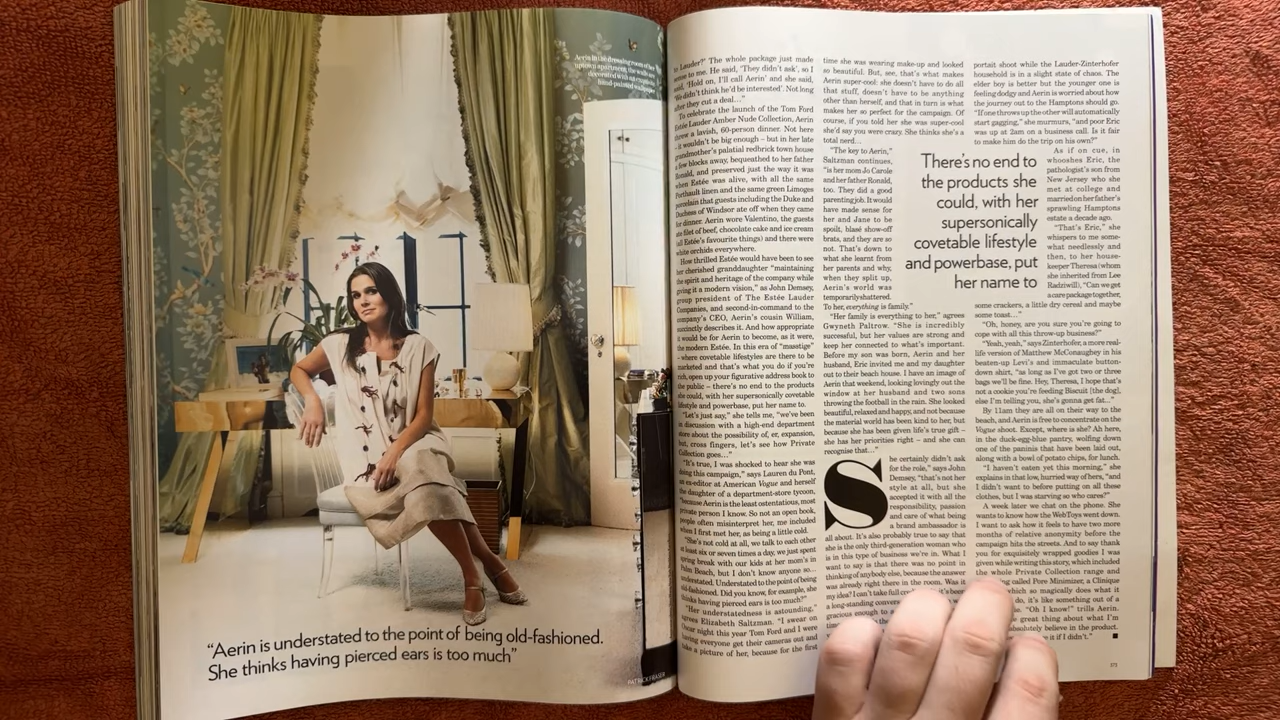 Aerin in the dressing room of her
uptown apartment; the walls are
decorated with an exquisite
hand-painted wallpaper
"Aerin is understated to the point of being old-fashioned.
She thinks having pierced ears is too much"
PATRICK FRASER
to Lauder?' The whole package just made
sense to me. He said, 'They didn't ask', so I
said, 'Hold on, I'll call Aerin' and she said,
'We didn't think he'd be interested'. Not long
after they cut a deal…"
To celebrate the launch of the Tom Ford
Estée Lauder Amber Nude Collection, Aerin
threw a lavish, 60-person dinner. Not here
– it wouldn't be big enough – but in her late
grandmother's palatial redbrick town house
a few blocks away, bequeathed to her father
Ronald, and preserved just the way it was
when Estée was alive, with all the same
Porthault linen and the same green Limoges
porcelain that guests including the Duke and
Duchess of Windsor ate off when they came
for dinner. Aerin wore Valentino, the guests
ate filet of beef, chocolate cake and ice cream
(all Estée's favourite things) and there were
white orchids everywhere.
How thrilled Estée would have been to see
her cherished granddaughter "maintaining
the spirit and heritage of the company while
giving it a modern vision," as John Demsey,
group president of The Estée Lauder
Companies, and second-in-command to the
company's CEO, Aerin's cousin William,
succinctly describes it. And how appropriate
it would be for Aerin to become, as it were,
the modern Estée. In this era of "masstige"
– where covetable lifestyles are there to be
marketed and that's what you do if you're
rich, open up your figurative address book to
the public – there's no end to the products
she could, with her supersonically covetable
lifestyle and powerbase, put her name to.
"Let's just say," she tells me, "we've been
in discussion with a high-end department
store about the possibility of, er, expansion,
but, cross fingers, let's see how Private
Collection goes…"
"It's true, I was shocked to hear she was
doing this campaign," says Lauren du Pont,
an ex-editor at American Vogue and herself
the daughter of a department-store tycoon,
"because Aerin is the least ostentatious, most
private person I know. So not an open book,
people often misinterpret her, me included
when I first met her, as being a little cold.
"She's not cold at all, we talk to each other
at least six or seven times a day, we just spent
spring break with our kids at her mom's in
Palm Beach, but I don't know anyone so…
understated. Understated to the point of being
old-fashioned. Did you know, for example, she
thinks having pierced ears is too much?"
"Her understatedness is astounding,"
agrees Elizabeth Saltzman. "I swear on
Oscar night this year Tom Ford and I were
having everyone get their cameras out and
take a picture of her, because for the first
time she was wearing make-up and looked
so beautiful. But, see, that's what makes
Aerin super-cool: she doesn't have to do all
that stuff, doesn't have to be anything
other than herself, and that in turn is what
makes her so perfect for the campaign. Of
course, if you told her she was super-cool
she'd say you were crazy. She thinks she's a
total nerd…
"The key to Aerin,"
Saltzman continues,
"is her mom Jo Carole
and her father Ronald,
too. They did a good
parenting job. It would
have made sense for
her and Jane to be
spoilt, blasé show-off
brats, and they are so
not. That's down to
what she learnt from
her parents and why,
when they split up,
Aerin's world was
temporarily shattered.
To her, everything is family."
"Her family is everything to her," agrees
Gwyneth Paltrow. "She is incredibly
successful, but her values are strong and
keep her connected to what's important.
Before my son was born, Aerin and her
husband, Eric invited me and my daughter
out to their beach house. I have an image of
Aerin that weekend, looking lovingly out the
window at her husband and two sons
throwing the football in the rain. She looked
beautiful, relaxed and happy, and not because
the material world has been kind to her, but
because she has been given life's true gift –
she has her priorities right – and she can
recognise that…"
She certainly didn't ask
for the role," says John
Demsey, "that's not her
style at all, but she
accepted it with all the
responsibility, passion
and care of what being
a brand ambassador is
all about. It's also probably true to say that
she is the only third-generation woman who
is in this type of business we're in. What I
want to say is that there was no point in
thinking of anybody else, because the answer
was already right there in the room. Was it
my idea? I can't take full it's been
a long-standing
gracious enough to
There's no end to
the products she
could, with her
supersonically
covetable lifestyle
and powerbase, put
her name to
portait shoot while the Lauder-Zinterhofer
household is in a slight state of chaos. The
elder boy is better but the younger one is
feeling dodgy and Aerin is worried about how
the journey out to the Hamptons should go.
"If one throws up the other will automatically
start gagging," she murmurs, "and poor Eric
was up at 2am on a business call. Is it fair
to make him do the trip on his own?"
As if on cue, in
whooshes Eric, the
pathologist's son from
New Jersey who she
met at college and
married on her father's
sprawling Hamptons
estate a decade ago.
"That's Eric," she
whispers to me some-
what needlessly and
then, to her house-
keeper Theresa (whom
she inherited from Lee
Radziwill), "Can we get
a care package together,
some crackers, a little dry cereal and maybe
some toast…"
"Oh, honey, are you sure you're going to
cope with all this throw-up business?"
"Yeah, yeah," says Zinterhofer, a more real-
life version of Matthew McConaughey in his
beaten-up Levi's and immaculate button-
down shirt, "as long as I've got two or three
bags we'll be fine. Hey, Theresa, I hope that's
not a cookie you're feeding Biscuit [the dog],
else I'm telling you, she's gonna get fat…"
By 11am they are all on their way to the
beach, and Aerin is free to concentrate on the
Vogue shoot. Except, where is she? Ah here,
in the duck-egg-blue pantry, wolfing down
one of the paninis that have been laid out,
along with a bowl of potato chips, for lunch.
"I haven't eaten yet this morning," she
explains in that low, hurried way of hers, "and
I didn't want to before putting on all these
clothes, but I was starving so who cares?"
A week later we chat on the phone. She
wants to know how the WebToys went down.
I want to ask how it feels to have two more
months of relative anonymity before the
campaign hits the streets. And to say thank
you for exquisitely wrapped goodies I was
given while writing this story, which included
the whole Private Collection range and
called Pore Minimizer, a Clinique
which so magically does what it
do, it's like something out of a
"Oh I know!" trills Aerin.
great thing about what I'm
absolutely believe in the product.
it if I didn't." ■
375